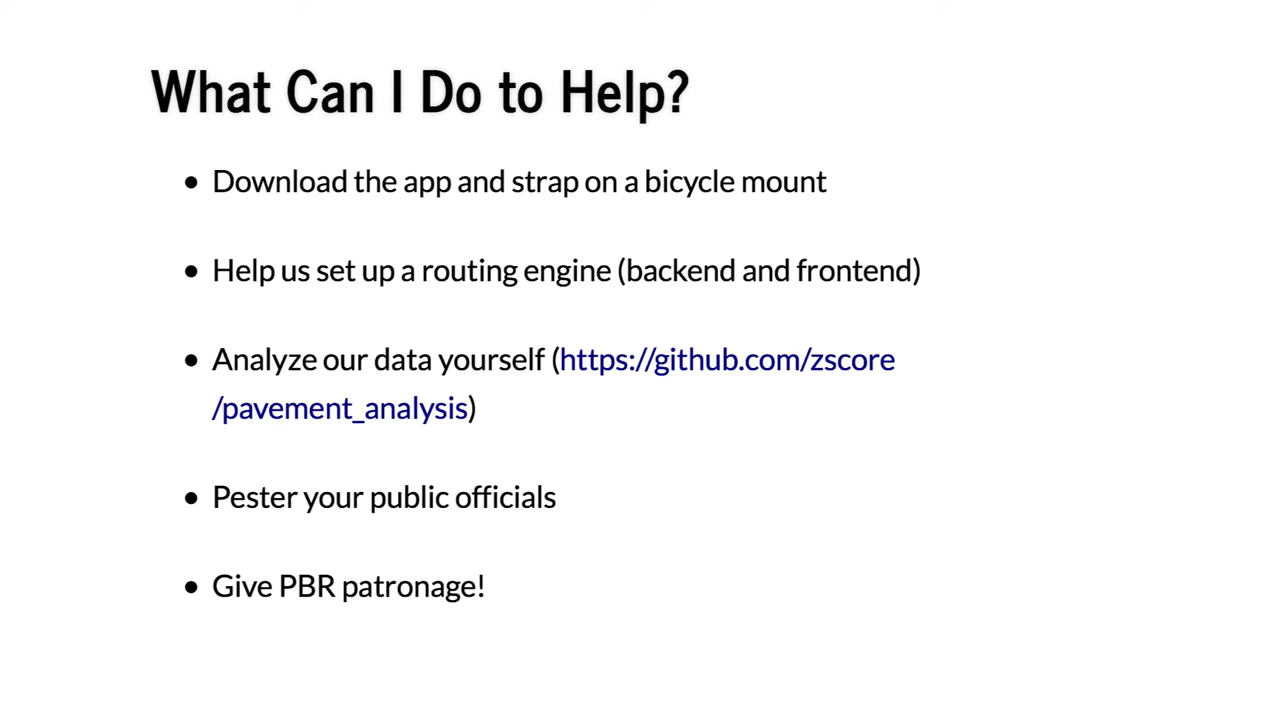 What Can I Do to Help?
• Download the app and strap on a bicycle mount
• Help us set up a routing engine (backend and frontend)
• Analyze our data yourself (https://github.com/zscore
/pavement_analysis)
• Pester your public officials
• Give PBR patronage!